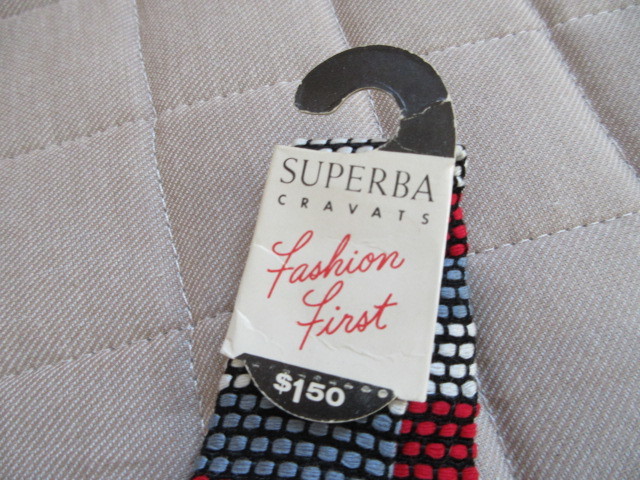 SUPERBA
CRAVATS
Fashion
First
$150